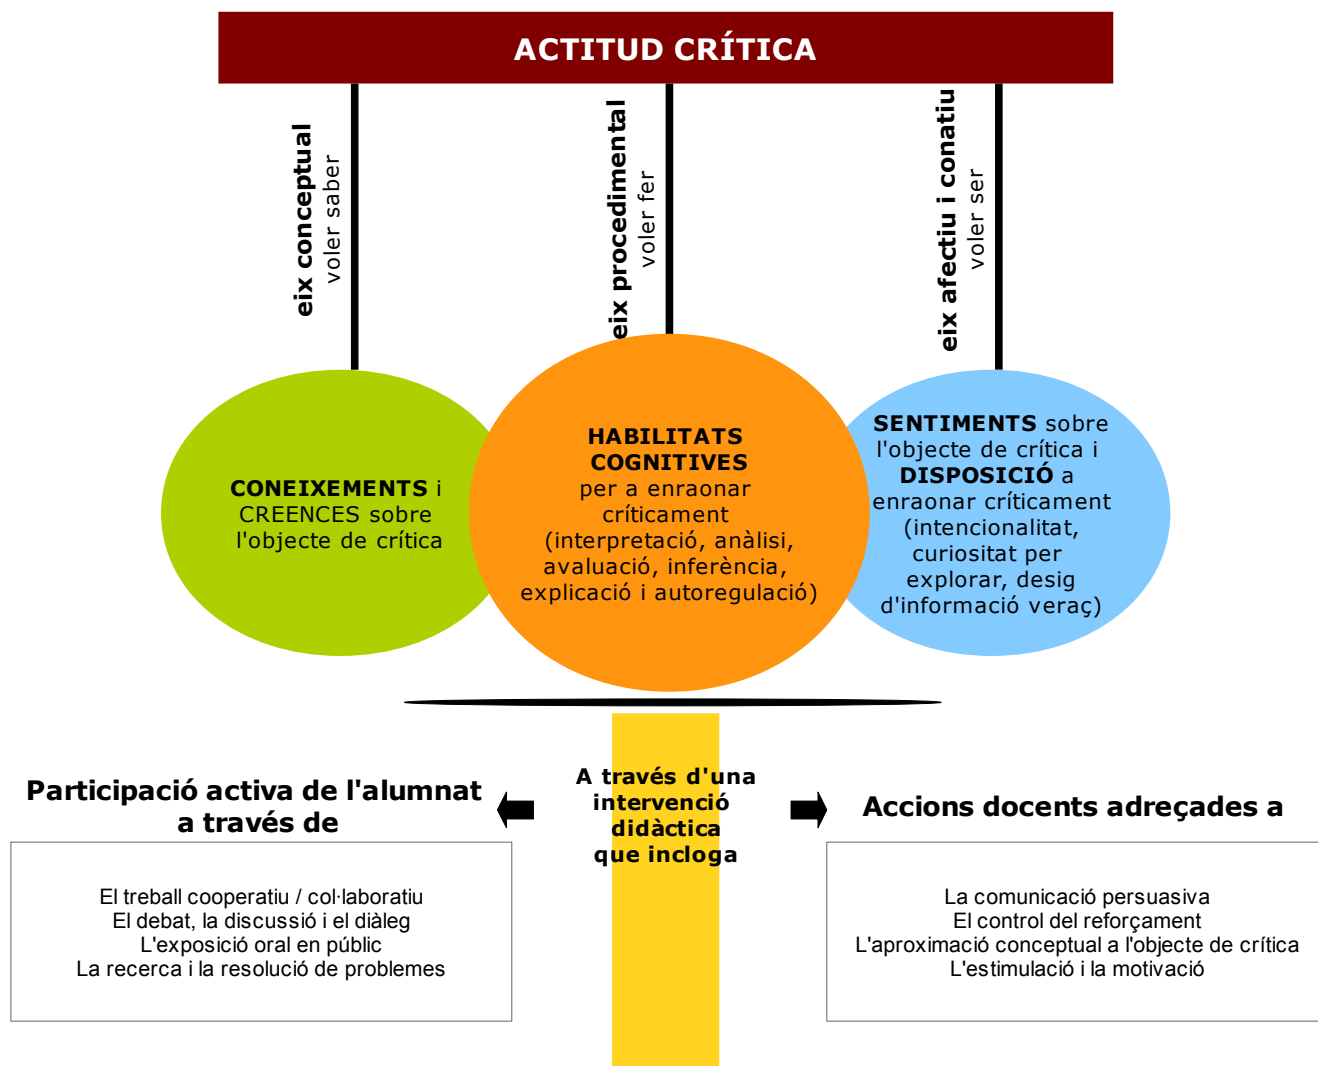 ACTITUD CRÍTICA
eix conceptual
voler saber
eix procedimental
voler fer
eix afectiu i conatiu
voler ser
CONEIXEMENTS i
CREENCES sobre
l'objecte de crítica
HABILITATS
COGNITIVES
per a enraonar
críticament
(interpretació, anàlisi,
avaluació, inferència,
explicació i autoregulació)
SENTIMENTS sobre
l'objecte de crítica i
DISPOSICIÓ a
enraonar críticament
(intencionalitat,
curiositat per
explorar, desig
d'informació veraç)
A través d'una
intervenció
didàctica
que incloga
Participació activa de l'alumnat
a través de
El treball cooperatiu / col·laboratiu
El debat, la discussió i el diàleg
L'exposició oral en públic
La recerca i la resolució de problemes
Accions docents adreçades a
La comunicació persuasiva
El control del reforçament
L'aproximació conceptual a l'objecte de crítica
L'estimulació i la motivació